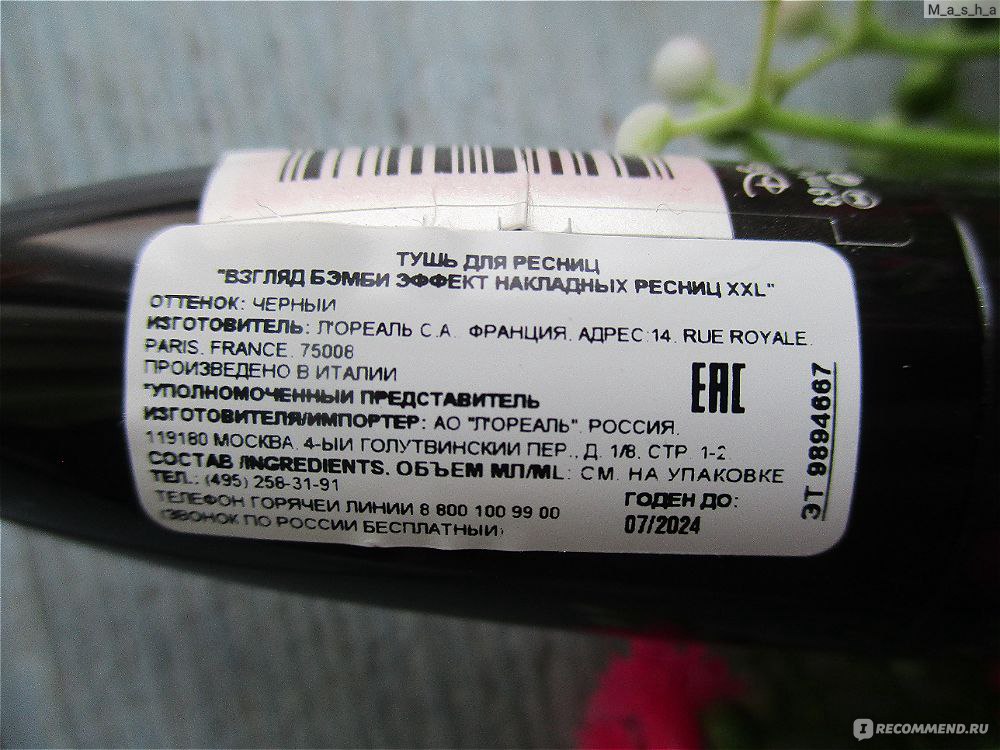 M_a_s_h_a
ТУШЬ ДЛЯ РЕСНИЦ
"ВЗГЛЯД БЭМБИ ЭФФЕКТ НАКЛАДНЫХ РЕСНИЦ XXL"
ОТТЕНОК: ЧЕРНЫЙ
ИЗГОТОВИТЕЛЬ: Л'ОРЕАЛЬ С.А. ФРАНЦИЯ. АДРЕС:14. RUE ROYALE.
PARIS. FRANCE. 75008
ПРОИЗВЕДЕНО В ИТАЛИИ
*УПОЛНОМОЧЕННЫЙ ПРЕДСТАВИТЕЛЬ
ИЗГОТОВИТЕЛЯ/ИМПОРТЕР: АО "Л'ОРЕАЛЬ". РОССИЯ.
119180 МОСКВА. 4-ЫЙ ГОЛУТВИНСКИЙ ПЕР., Д. 1/8. СТР. 1-2.
СОСТАВ /INGREDIENTS. ОБЪЕМ МЛ/ML: СМ. НА УПАКОВКЕ
ТЕЛ.: (495) 258-31-91
ТЕЛЕФОН ГОРЯЧЕЙ ЛИНИИ 8 800 100 99 00
(ЗВОНОК ПО РОССИИ БЕСПЛАТНЫЙ)
ГОДЕН ДО:
07/2024
EAC
ЭТ 9894667
IRECOMMEND.RU